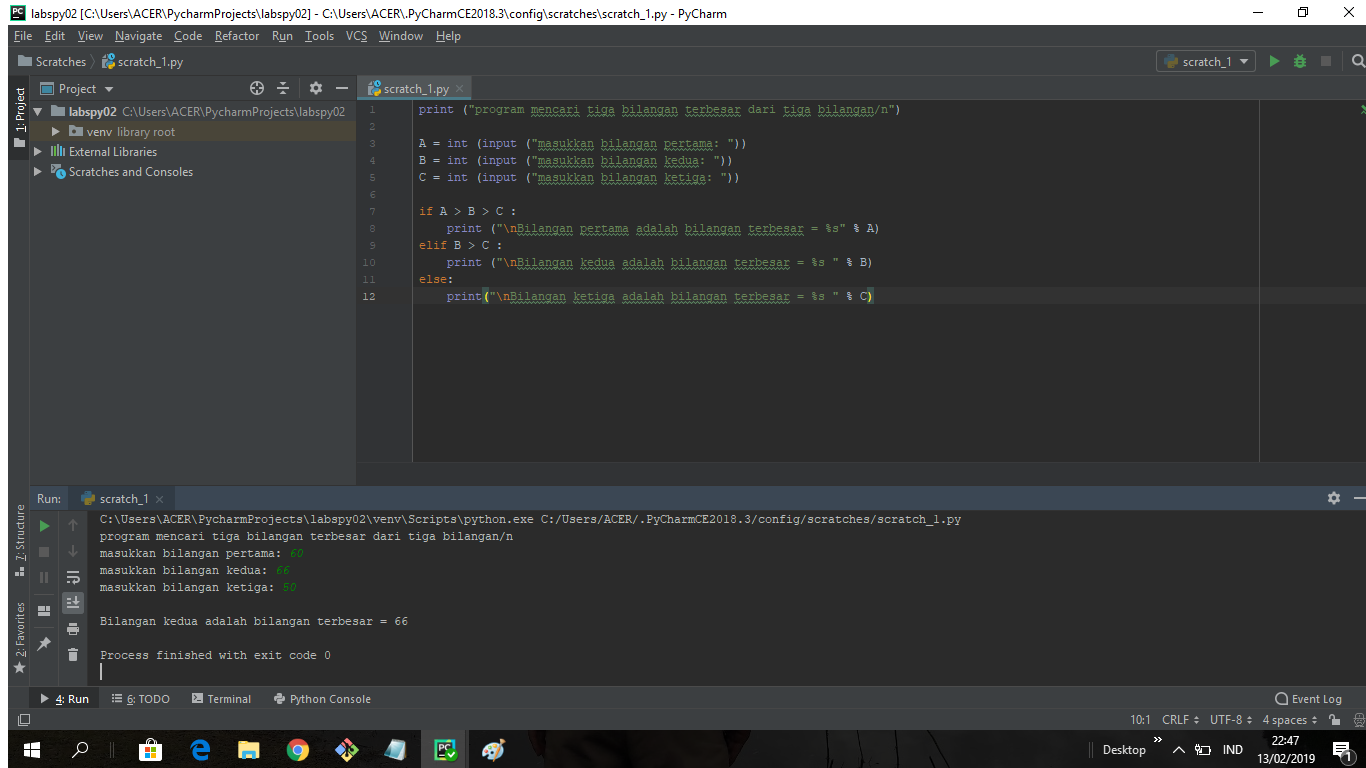 labspy02 [C:\Users\ACER\PycharmProjects\labspy02] - C:\Users\ACER\.PyCharmCE2018.3\config\scratches\scratch_1.py - PyCharm
File Edit View Navigate Code Refactor Run Tools VCS Window Help
Scratches scratch_1.py scratch_1
1: Project
Project
labspy02 C:\Users\ACER\PycharmProjects\labspy02
venv library root
External Libraries
Scratches and Consoles
scratch_1.py
1 print ("program mencari tiga bilangan terbesar dari tiga bilangan/n")
2
3 A = int (input ("masukkan bilangan pertama: "))
4 B = int (input ("masukkan bilangan kedua: "))
5 C = int (input ("masukkan bilangan ketiga: "))
6
7 if A > B > C :
8     print ("\nBilangan pertama adalah bilangan terbesar = %s" % A)
9 elif B > C :
10     print ("\nBilangan kedua adalah bilangan terbesar = %s " % B)
11 else:
12     print("\nBilangan ketiga adalah bilangan terbesar = %s " % C)
Run: scratch_1
7: Structure
2: Favorites
C:\Users\ACER\PycharmProjects\labspy02\venv\Scripts\python.exe C:/Users/ACER/.PyCharmCE2018.3/config/scratches/scratch_1.py
program mencari tiga bilangan terbesar dari tiga bilangan/n
masukkan bilangan pertama: 60
masukkan bilangan kedua: 66
masukkan bilangan ketiga: 50
Bilangan kedua adalah bilangan terbesar = 66
Process finished with exit code 0
4: Run 6: TODO Terminal Python Console Event Log
10:1 CRLF UTF-8 4 spaces
Desktop IND 22:47
13/02/2019 1